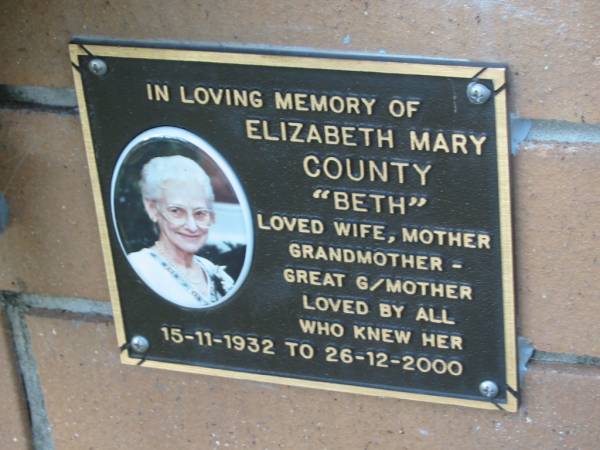 IN LOVING MEMORY OF
ELIZABETH MARY
COUNTY
"BETH"
LOVED WIFE, MOTHER
GRANDMOTHER -
GREAT G/MOTHER
LOVED BY ALL
WHO KNEW HER
15-11-1932 TO 26-12-2000